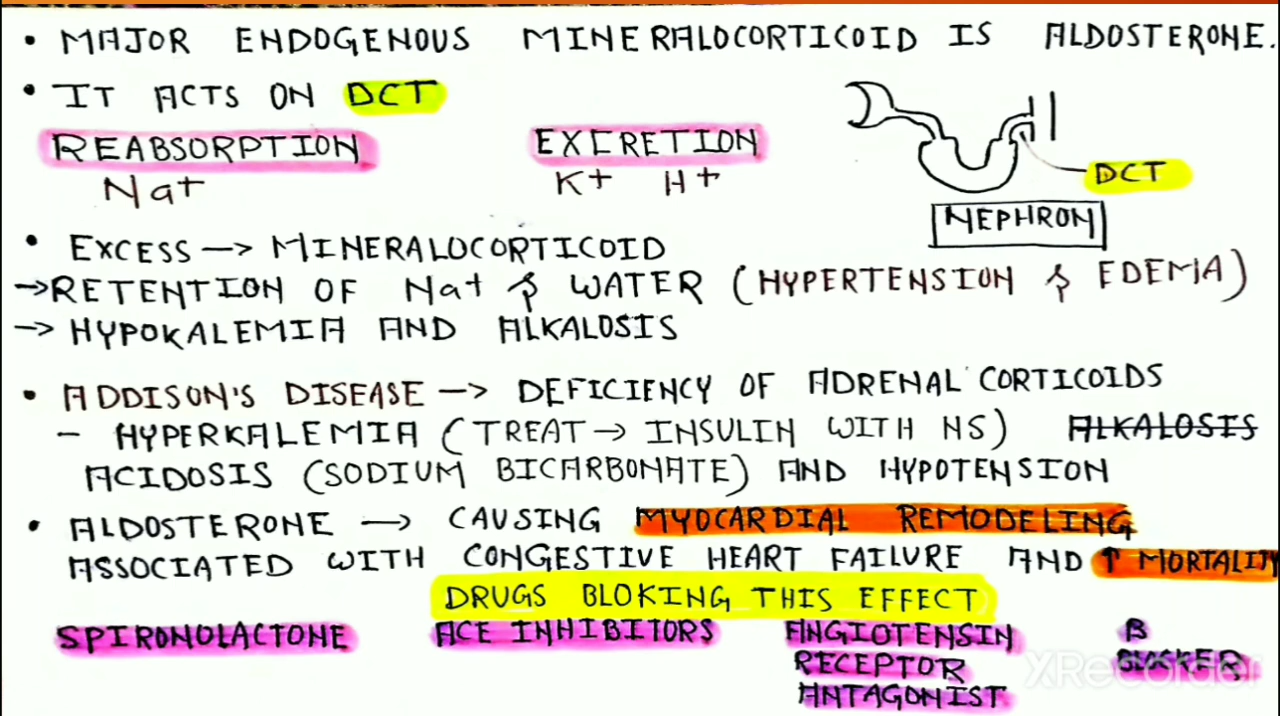 • MAJOR ENDOGENOUS MINERALOCORTICOID IS ALDOSTERONE.
• IT ACTS ON DCT
REABSORPTION EXCRETION
Na+ K+ H+
DCT
NEPHRON
• EXCESS → MINERALOCORTICOID
→ RETENTION OF Na+ & WATER (HYPERTENSION & EDEMA)
→ HYPOKALEMIA AND ALKALOSIS
• ADDISON'S DISEASE → DEFICIENCY OF ADRENAL CORTICOIDS
- HYPERKALEMIA (TREAT → INSULIN WITH NS) ALKALOSIS
ACIDOSIS (SODIUM BICARBONATE) AND HYPOTENSION
• ALDOSTERONE → CAUSING MYOCARDIAL REMODELING
ASSOCIATED WITH CONGESTIVE HEART FAILURE AND ↑ MORTALITY
DRUGS BLOKING THIS EFFECT
SPIRONOLACTONE ACE INHIBITORS ANGIOTENSIN B
RECEPTOR BLOCKER
ANTAGONIST
XRecorder